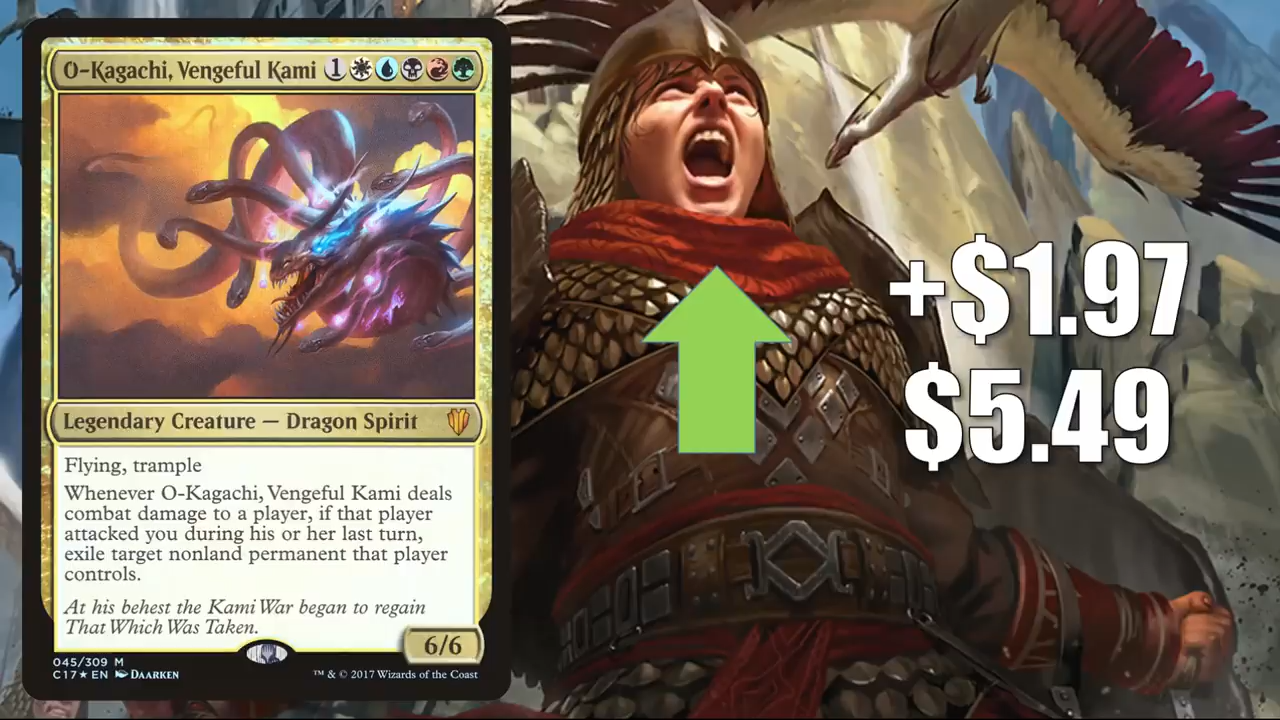 O-Kagachi, Vengeful Kami 1
Legendary Creature — Dragon Spirit
Flying, trample
Whenever O-Kagachi, Vengeful Kami deals
combat damage to a player, if that player
attacked you during his or her last turn,
exile target nonland permanent that player
controls.
At his behest the Kami War began to regain
That Which Was Taken.
6/6
045/309 M
C17★EN DAARKEN
™ & © 2017 Wizards of the Coast
+$1.97
$5.49